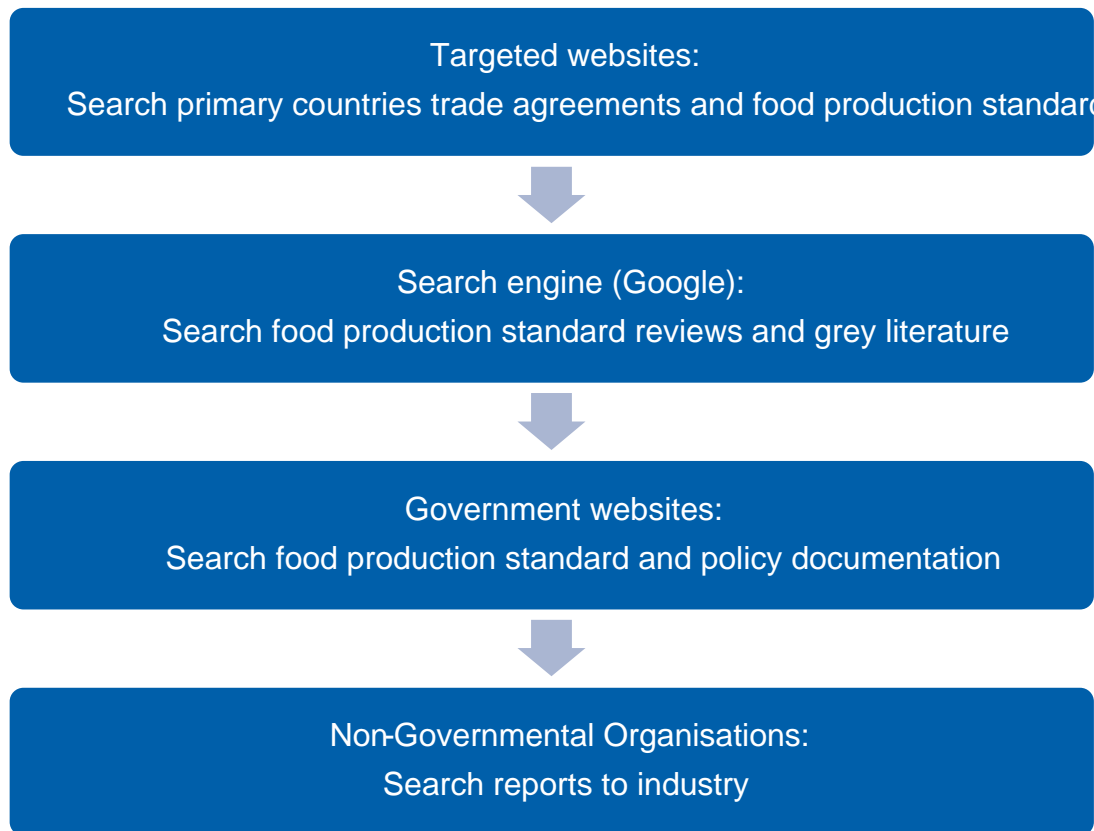 Targeted websites:
Search primary countries trade agreements and food production standard
Search engine (Google):
Search food production standard reviews and grey literature
Government websites:
Search food production standard and policy documentation
Non-Governmental Organisations:
Search reports to industry